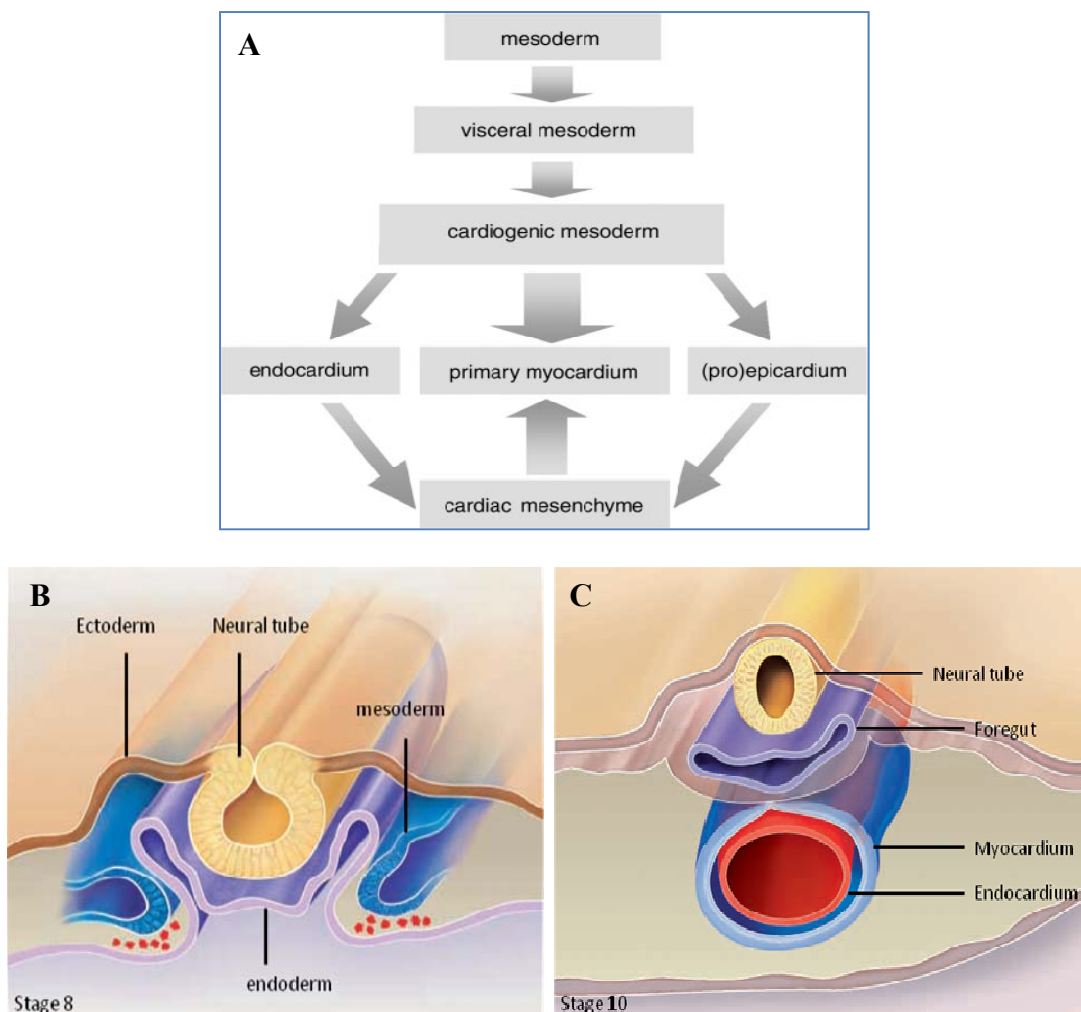 A
mesoderm
visceral mesoderm
cardiogenic mesoderm
endocardium
primary myocardium
(pro)epicardium
cardiac mesenchyme
B
Ectoderm
Neural tube
mesoderm
endoderm
Stage 8
C
Neural tube
Foregut
Myocardium
Endocardium
Stage 10